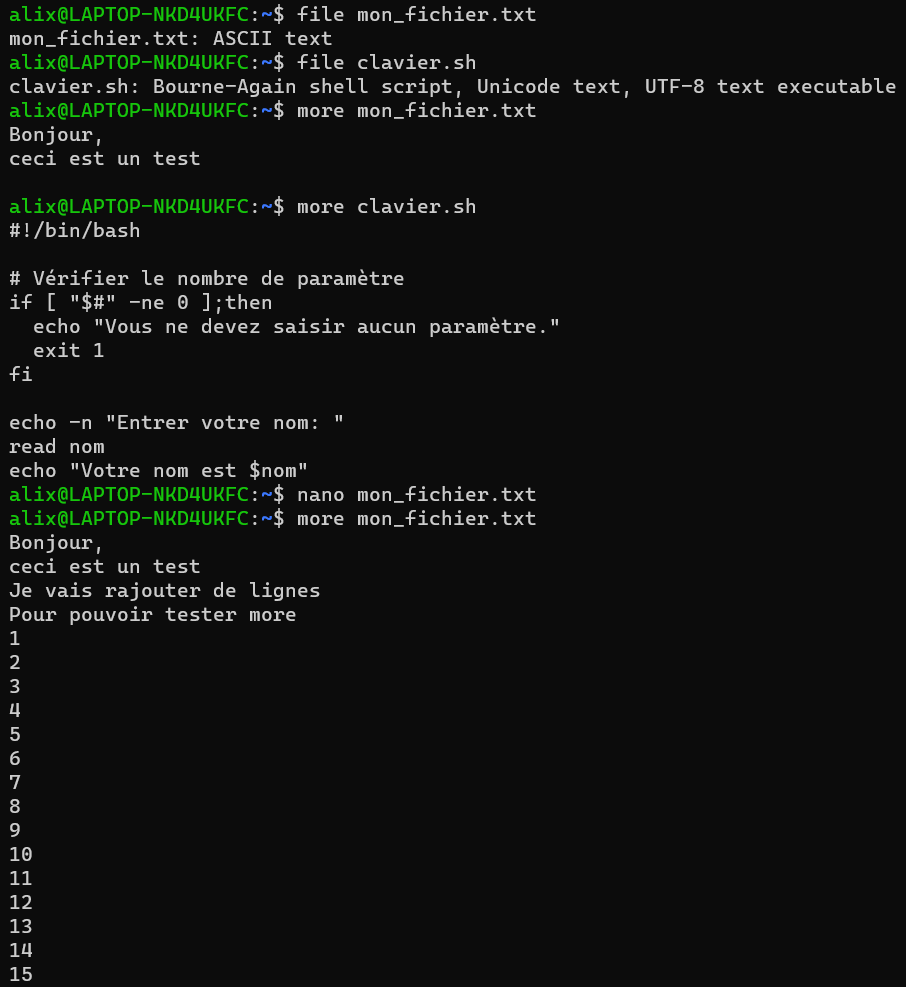 alix@LAPTOP-NKD4UKFC:~$ file mon_fichier.txt
mon_fichier.txt: ASCII text
alix@LAPTOP-NKD4UKFC:~$ file clavier.sh
clavier.sh: Bourne-Again shell script, Unicode text, UTF-8 text executable
alix@LAPTOP-NKD4UKFC:~$ more mon_fichier.txt
Bonjour,
ceci est un test

alix@LAPTOP-NKD4UKFC:~$ more clavier.sh
#!/bin/bash

# Vérifier le nombre de paramètre
if [ "$#" -ne 0 ];then
  echo "Vous ne devez saisir aucun paramètre."
  exit 1
fi

echo -n "Entrer votre nom: "
read nom
echo "Votre nom est $nom"
alix@LAPTOP-NKD4UKFC:~$ nano mon_fichier.txt
alix@LAPTOP-NKD4UKFC:~$ more mon_fichier.txt
Bonjour,
ceci est un test
Je vais rajouter de lignes
Pour pouvoir tester more
1
2
3
4
5
6
7
8
9
10
11
12
13
14
15